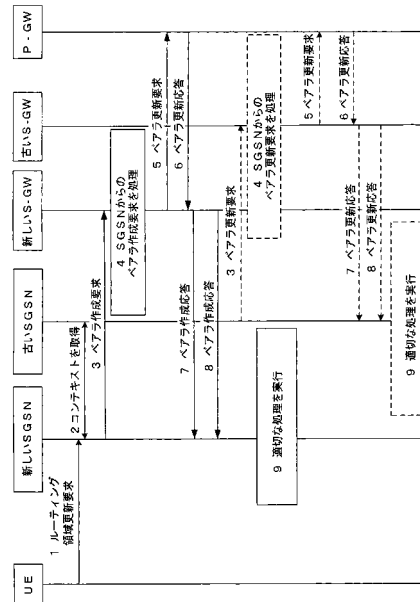 UE
新しいSGSN
古いSGSN
新しいS-GW
古いS-GW
P-GW
1 ルーティング
領域更新要求
2 コンテキストを取得
3 ベアラ作成要求
4 SGSNからの
ベアラ作成要求を処理
5 ベアラ更新要求
6 ベアラ更新応答
7 ベアラ作成応答
8 ベアラ作成応答
3 ベアラ更新要求
9 適切な処理を実行
4 SGSNからの
ベアラ更新要求を処理
5 ベアラ更新要求
6 ベアラ更新応答
7 ベアラ更新応答
8 ベアラ更新応答
9 適切な処理を実行